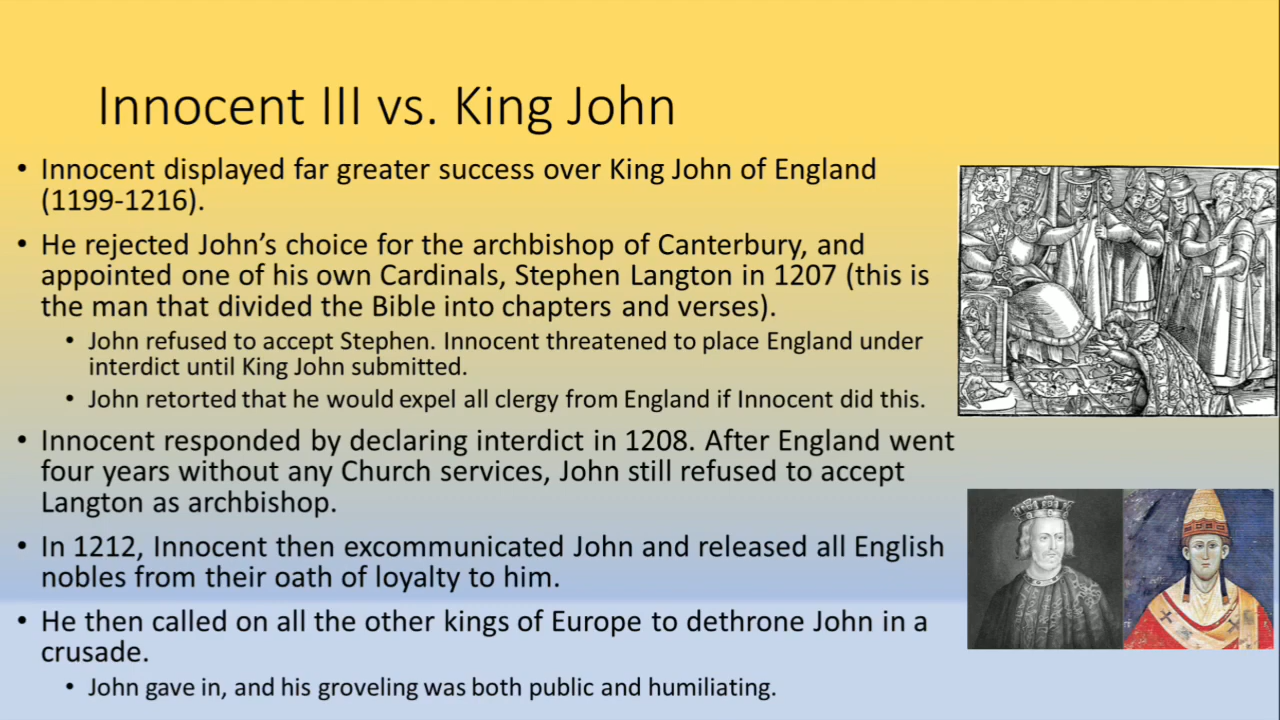 Innocent III vs. King John
• Innocent displayed far greater success over King John of England
(1199-1216).
• He rejected John’s choice for the archbishop of Canterbury, and
appointed one of his own Cardinals, Stephen Langton in 1207 (this is
the man that divided the Bible into chapters and verses).
• John refused to accept Stephen. Innocent threatened to place England under
interdict until King John submitted.
• John retorted that he would expel all clergy from England if Innocent did this.
• Innocent responded by declaring interdict in 1208. After England went
four years without any Church services, John still refused to accept
Langton as archbishop.
• In 1212, Innocent then excommunicated John and released all English
nobles from their oath of loyalty to him.
• He then called on all the other kings of Europe to dethrone John in a
crusade.
• John gave in, and his groveling was both public and humiliating.